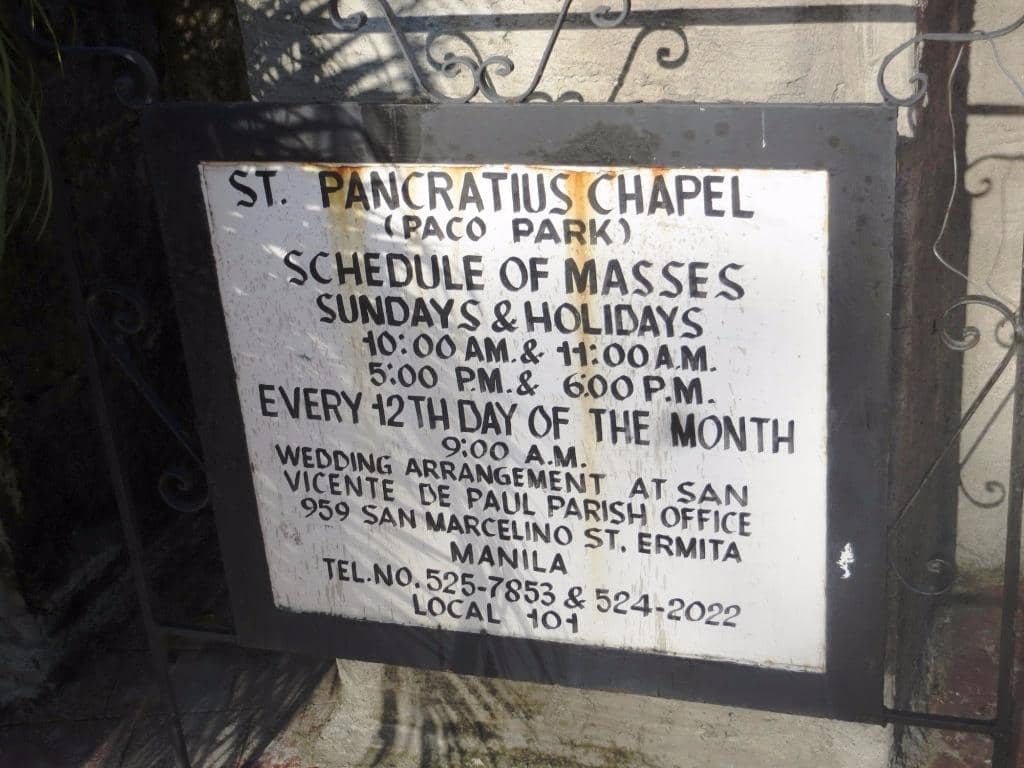 ST. PANCRATIUS CHAPEL
(PACO PARK)
SCHEDULE OF MASSES
SUNDAYS & HOLIDAYS
10:00 AM. & 11:00 A.M.
5:00 P.M. & 6:00 P.M.
EVERY 12TH DAY OF THE MONTH
9:00 A.M.
WEDDING ARRANGEMENT AT SAN
VICENTE DE PAUL PARISH OFFICE
959 SAN MARCELINO ST. ERMITA
MANILA
TEL.NO. 525-7853 & 524-2022
LOCAL 101